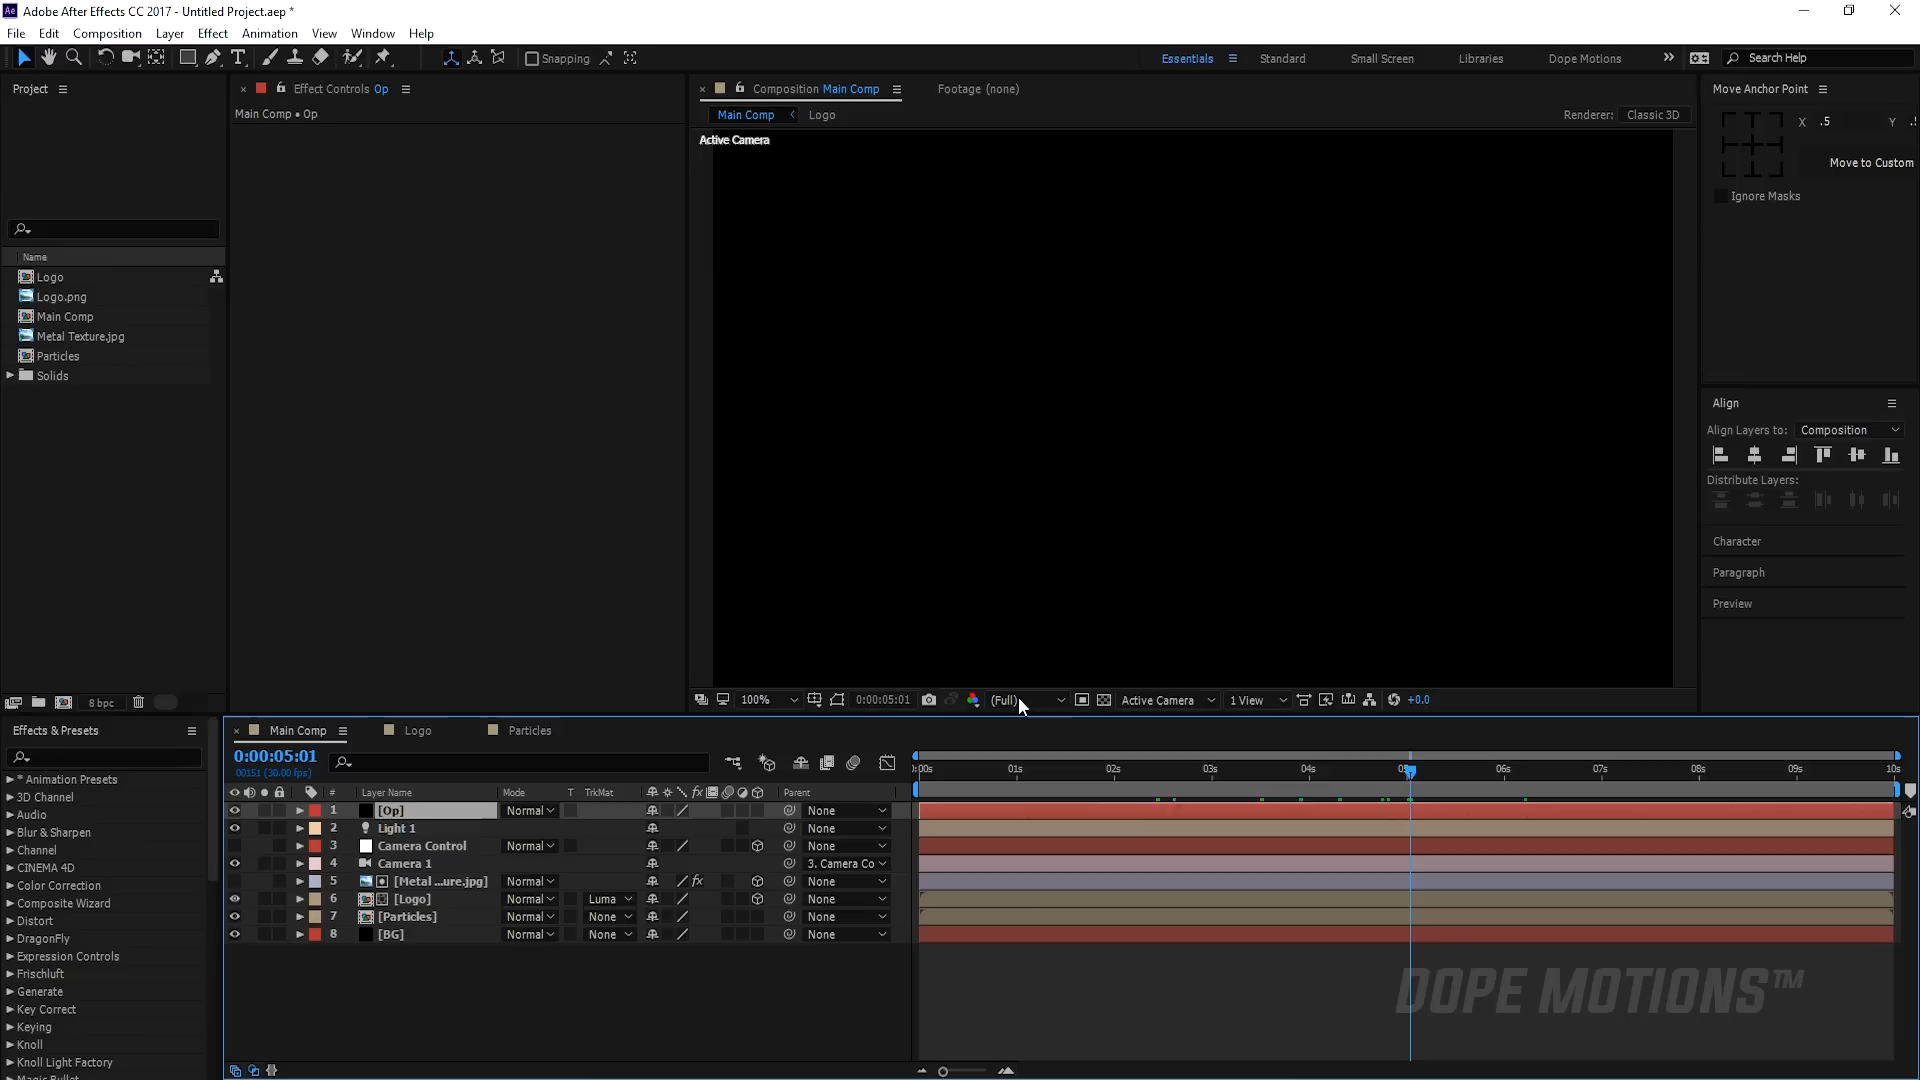 Adobe After Effects CC 2017 - Untitled Project.aep *
File Edit Composition Layer Effect Animation View Window Help
Snapping
Essentials Standard Small Screen Libraries Dope Motions Search Help
Project
Effect Controls Op
Composition Main Comp Footage (none)
Move Anchor Point
Main Comp • Op
Main Comp Logo Renderer: Classic 3D
X .5 Y
Active Camera
Move to Custom
Ignore Masks
Name
Logo
Logo.png
Main Comp
Metal Texture.jpg
Particles
Solids
Align
Align Layers to: Composition
Distribute Layers:
Character
Paragraph
Preview
8 bpc
100% 0:00:05:01 (Full) Active Camera 1 View +0.0
Effects & Presets
Main Comp Logo Particles
0:00:05:01
00151 (30.00 fps)
:00s 01s 02s 03s 04s 05s 06s 07s 08s 09s 10s
# Layer Name Mode T TrkMat fx Parent
1 [Op] Normal None
2 Light 1 None
3 Camera Control Normal None
4 Camera 1 3. Camera Co
5 [Metal ...ure.jpg] Normal fx None
6 [Logo] Normal Luma None
7 [Particles] Normal None None
8 [BG] Normal None None
* Animation Presets
3D Channel
Audio
Blur & Sharpen
Channel
CINEMA 4D
Color Correction
Composite Wizard
Distort
DragonFly
Expression Controls
Frischluft
Generate
Key Correct
Keying
Knoll
Knoll Light Factory
Magic Bullet
DOPE MOTIONS™